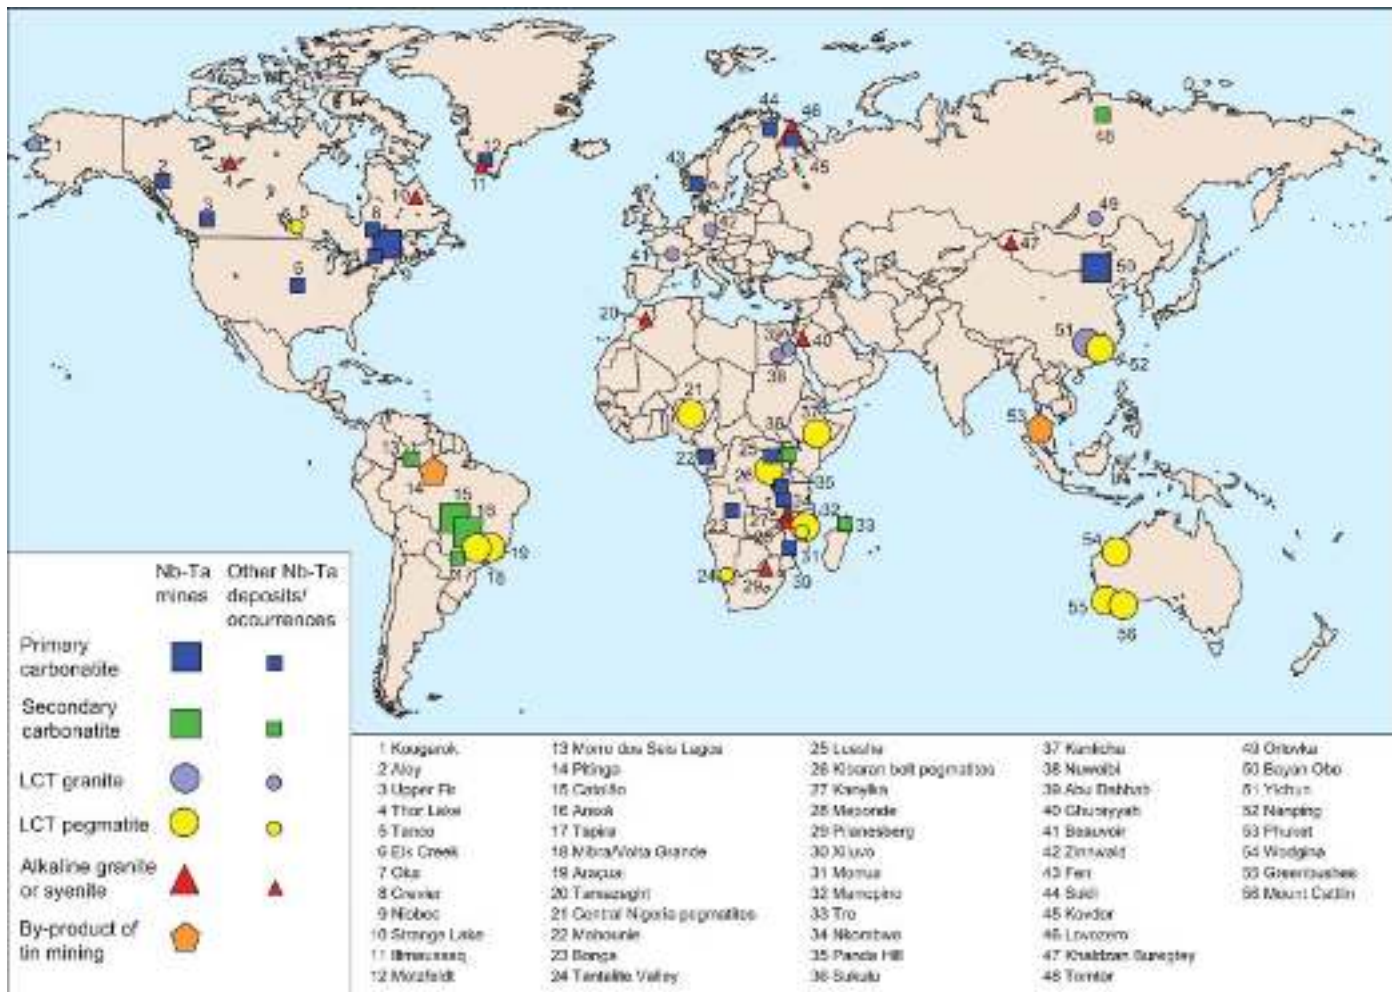 Nb-Ta mines
Other Nb-Ta deposits/ occurrences
Primary carbonatite
Secondary carbonatite
LCT granite
LCT pegmatite
Alkaline granite or syenite
By-product of tin mining
1 Kougarok
2 Aley
3 Upper Fir
4 Thor Lake
5 Tanco
6 Elk Creek
7 Oka
8 Crevier
9 Niobec
10 Strange Lake
11 Ilimaussaq
12 Motzfeldt
13 Morro dos Seis Lagos
14 Pitinga
15 Catalão
16 Araxá
17 Tapira
18 Mibra/Volta Grande
19 Araçuai
20 Tamazeght
21 Central Nigeria pegmatites
22 Mabounie
23 Bonga
24 Tantalite Valley
25 Lueshe
26 Kibaran belt pegmatites
27 Kanyika
28 Meponde
29 Pilanesberg
30 Xiluvo
31 Morrua
32 Marropino
33
34 Nkombwa
35 Panda Hill
36 Sukulu
37 Kenticha
38 Nuweibi
39 Abu Dabbab
40 Ghurayyah
41 Beauvoir
42 Zinnwald
43 Fen
44 Sokli
45 Kovdor
46 Lovozero
47 Khaldzan Buregtey
48 Tomtor
49 Orlovka
50 Bayan Obo
51 Yichun
52 Nanping
53 Phuket
54 Wodgina
55 Greenbushes
56 Mount Cattlin